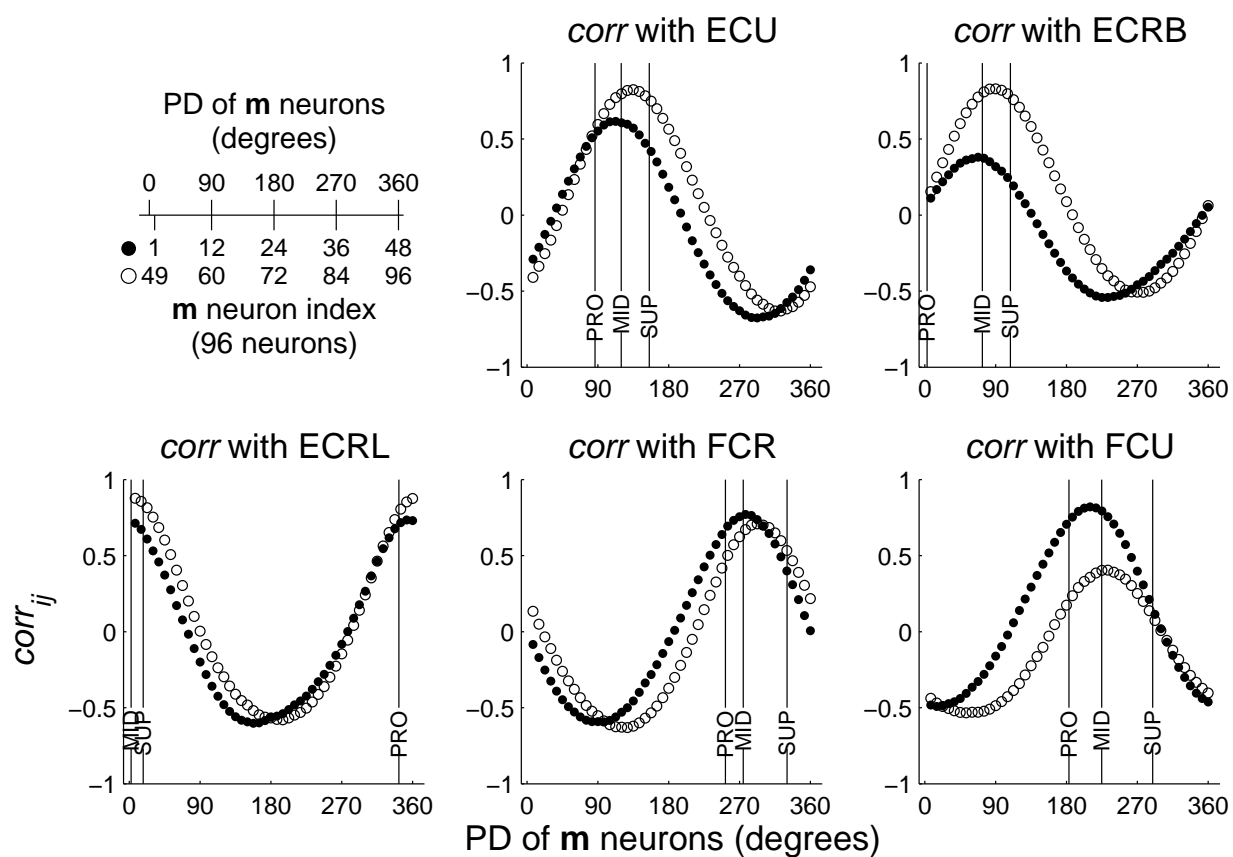 PD of m neurons
(degrees)
0 90 180 270 360
● 1 12 24 36 48
○ 49 60 72 84 96
m neuron index
(96 neurons)
corr with ECU
1
0.5
0
−0.5
−1
PRO
MID
SUP
0 90 180 270 360
corr with ECRB
1
0.5
0
−0.5
−1
PRO
MID
SUP
0 90 180 270 360
corr with ECRL
1
0.5
0
−0.5
−1
MID
SUP
PRO
0 90 180 270 360
corr with FCR
1
0.5
0
−0.5
−1
PRO
MID
SUP
0 90 180 270 360
corr with FCU
1
0.5
0
−0.5
−1
PRO
MID
SUP
0 90 180 270 360
corr ij
PD of m neurons (degrees)